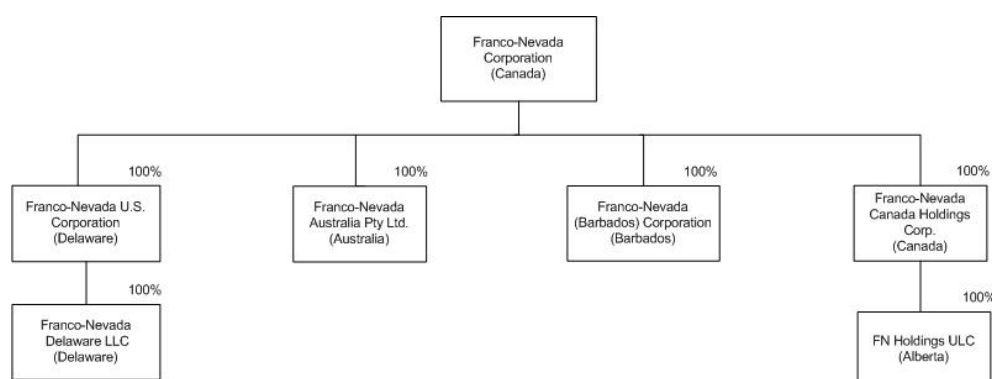 Franco-Nevada
Corporation
(Canada)
100%
100%
100%
100%
Franco-Nevada U.S.
Corporation
(Delaware)
Franco-Nevada
Australia Pty Ltd.
(Australia)
Franco-Nevada
(Barbados) Corporation
(Barbados)
Franco-Nevada
Canada Holdings
Corp.
(Canada)
100%
100%
Franco-Nevada
Delaware LLC
(Delaware)
FN Holdings ULC
(Alberta)